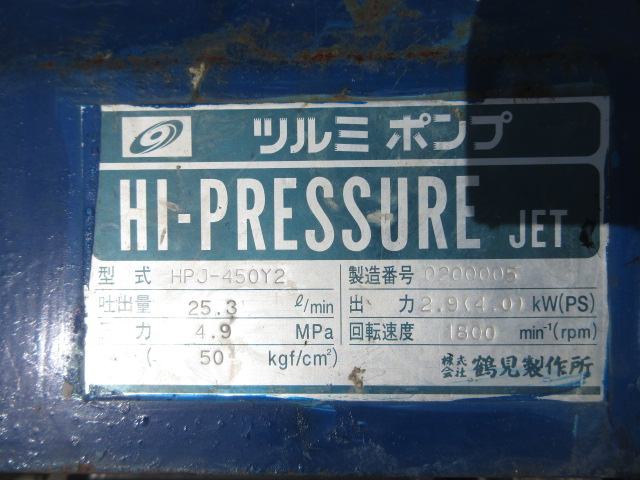 ツルミポンプ
HI-PRESSURE JET
型式 HPJ-450Y2 製造番号 0200005
吐出量 25.3 ℓ/min 出力 2.9(4.0) kW(PS)
力 4.9 MPa 回転速度 1800 min⁻¹(rpm)
( 50 kgf/cm²) 株式会社 鶴見製作所